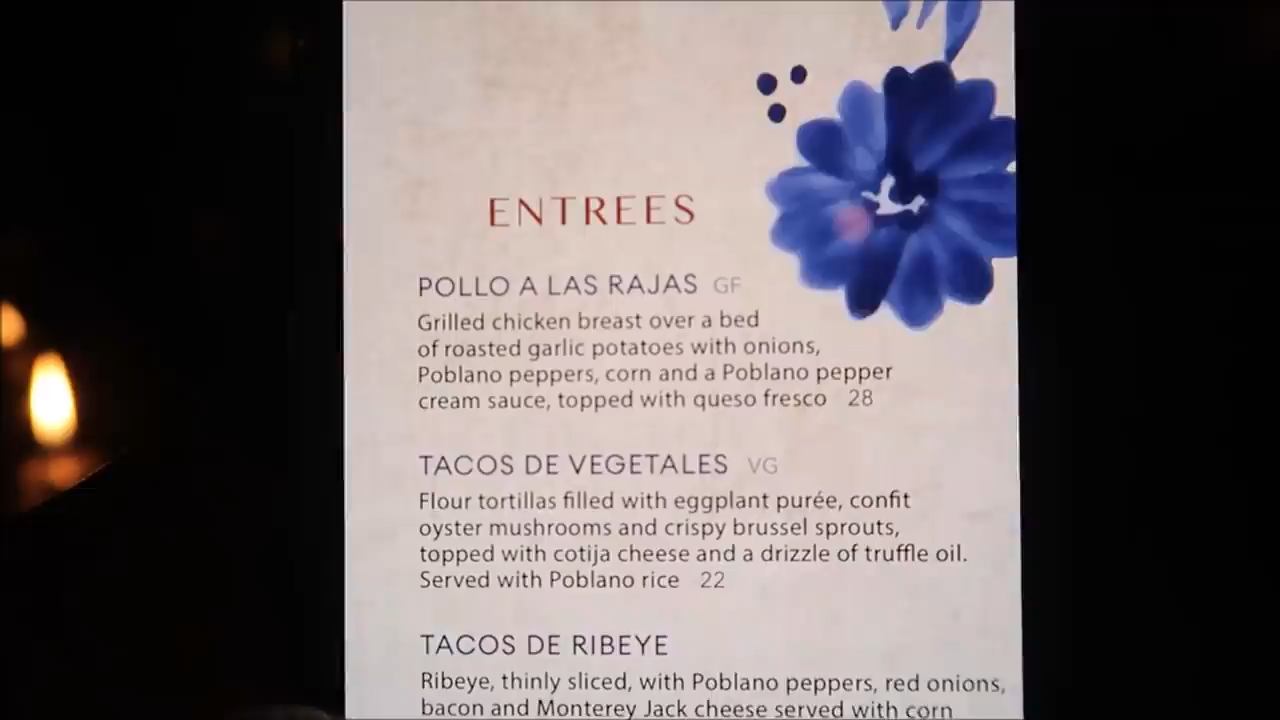 ENTREES
POLLO A LAS RAJAS GF
Grilled chicken breast over a bed
of roasted garlic potatoes with onions,
Poblano peppers, corn and a Poblano pepper
cream sauce, topped with queso fresco 28
TACOS DE VEGETALES VG
Flour tortillas filled with eggplant purée, confit
oyster mushrooms and crispy brussel sprouts,
topped with cotija cheese and a drizzle of truffle oil.
Served with Poblano rice 22
TACOS DE RIBEYE
Ribeye, thinly sliced, with Poblano peppers, red onions,
bacon and Monterey Jack cheese served with corn